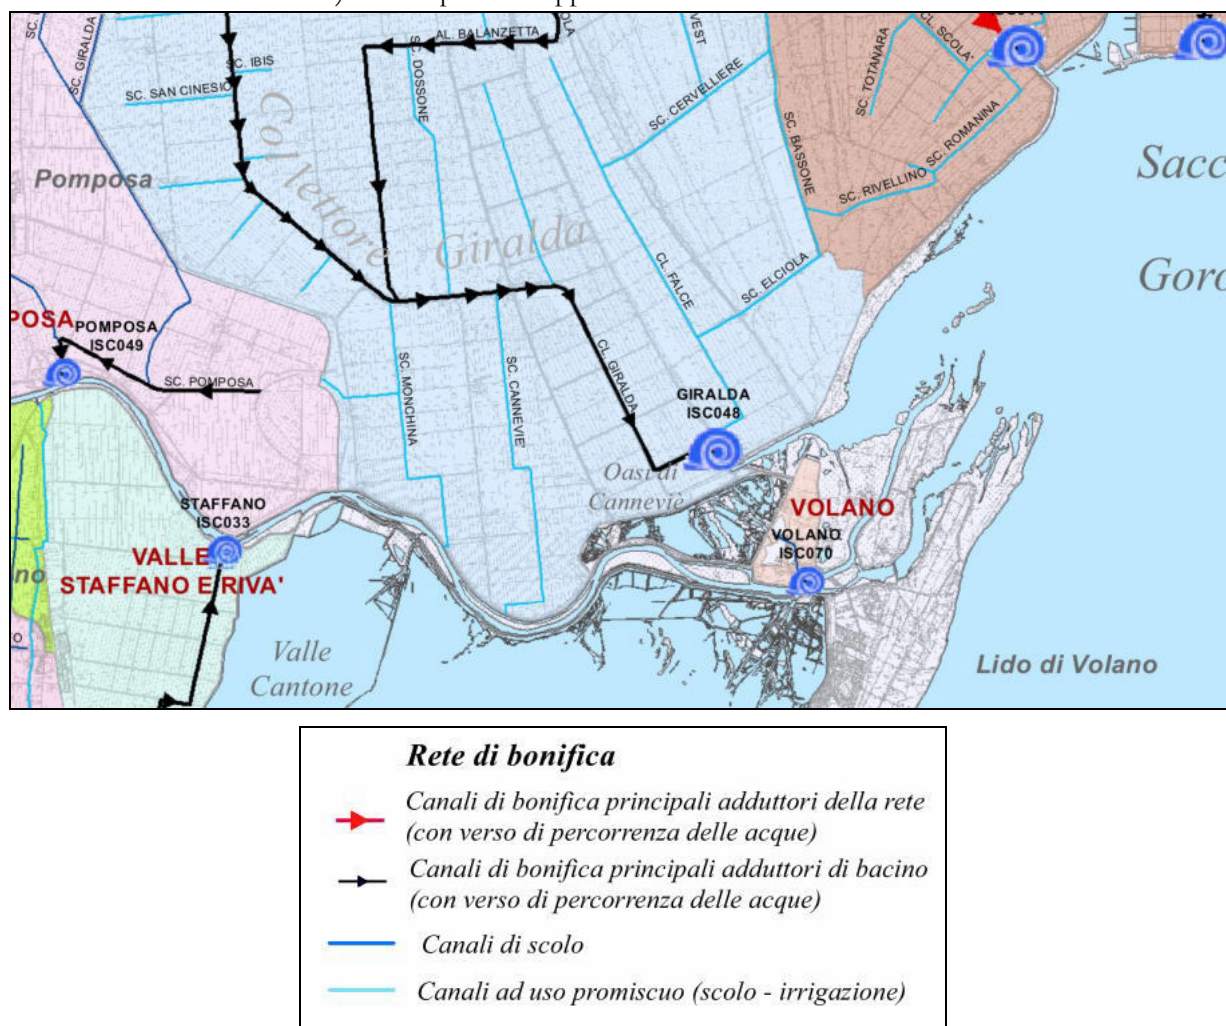 AL. BALANZETTA
SC. GIRALDA
SC. IBIS
SC. SAN CINESIO
SC. DOSSONE
VEST
SC. CERVELLIERE
SC. BASSONE
SC. TOTANARA
CL. SCOLA'
SC. ROMANINA
SC. RIVELLINO
Sacc
Goro
Pomposa
Collettore Giralda
CL. FALCE
SC. ELCIOLA
POSA
POMPOSA
ISC049
SC. POMPOSA
SC. MONCHINA
SC. CANNEVIE'
CL. GIRALDA
GIRALDA
ISC048
Oasi di
Canneviè
STAFFANO
ISC033
VALLE
STAFFANO E RIVA'
VOLANO
VOLANO
ISC070
no
Valle
Cantone
Lido di Volano
Rete di bonifica
Canali di bonifica principali adduttori della rete
(con verso di percorrenza delle acque)
Canali di bonifica principali adduttori di bacino
(con verso di percorrenza delle acque)
Canali di scolo
Canali ad uso promiscuo (scolo - irrigazione)